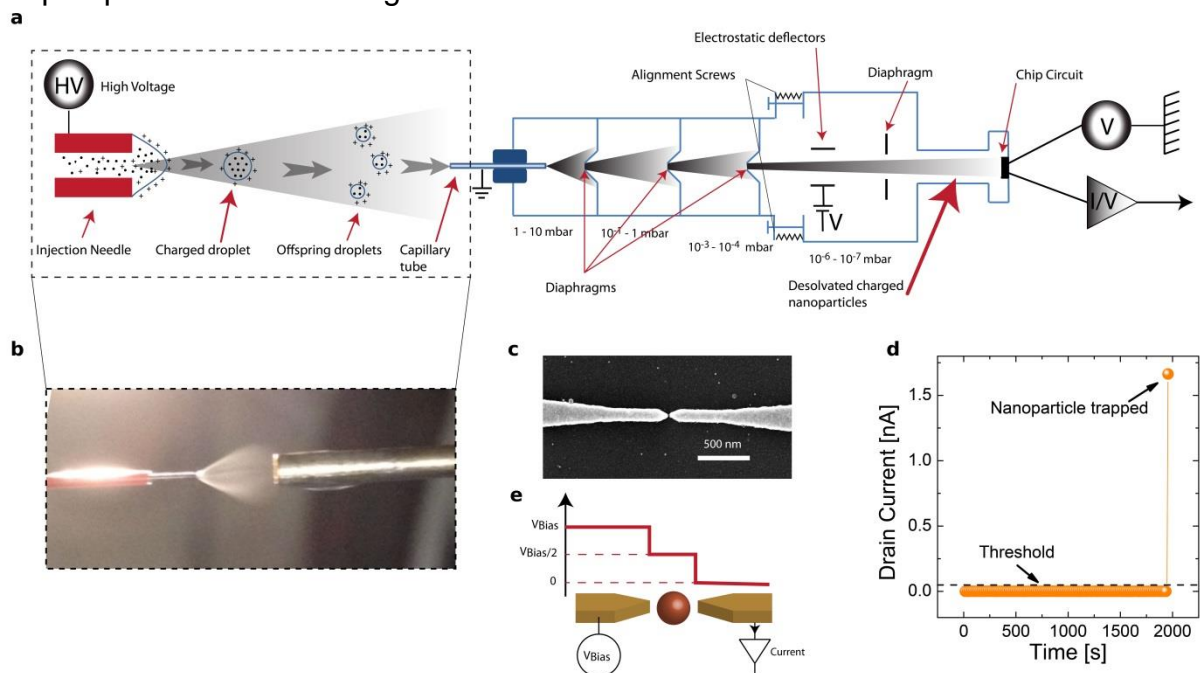 a
HV
High Voltage
Injection Needle
Charged droplet
Offspring droplets
Capillary
tube
Electrostatic deflectors
Alignment Screws
Diaphragm
Chip Circuit
V
V
I/V
1 - 10 mbar
10⁻¹ - 1 mbar
10⁻³ - 10⁻⁴ mbar
10⁻⁶ - 10⁻⁷ mbar
Diaphragms
Desolvated charged
nanoparticles
b
c
500 nm
d
1.5
1.0
0.5
0.0
Drain Current [nA]
Nanoparticle trapped
Threshold
0
500
1000
1500
2000
Time [s]
e
VBias
VBias/2
0
VBias
Current